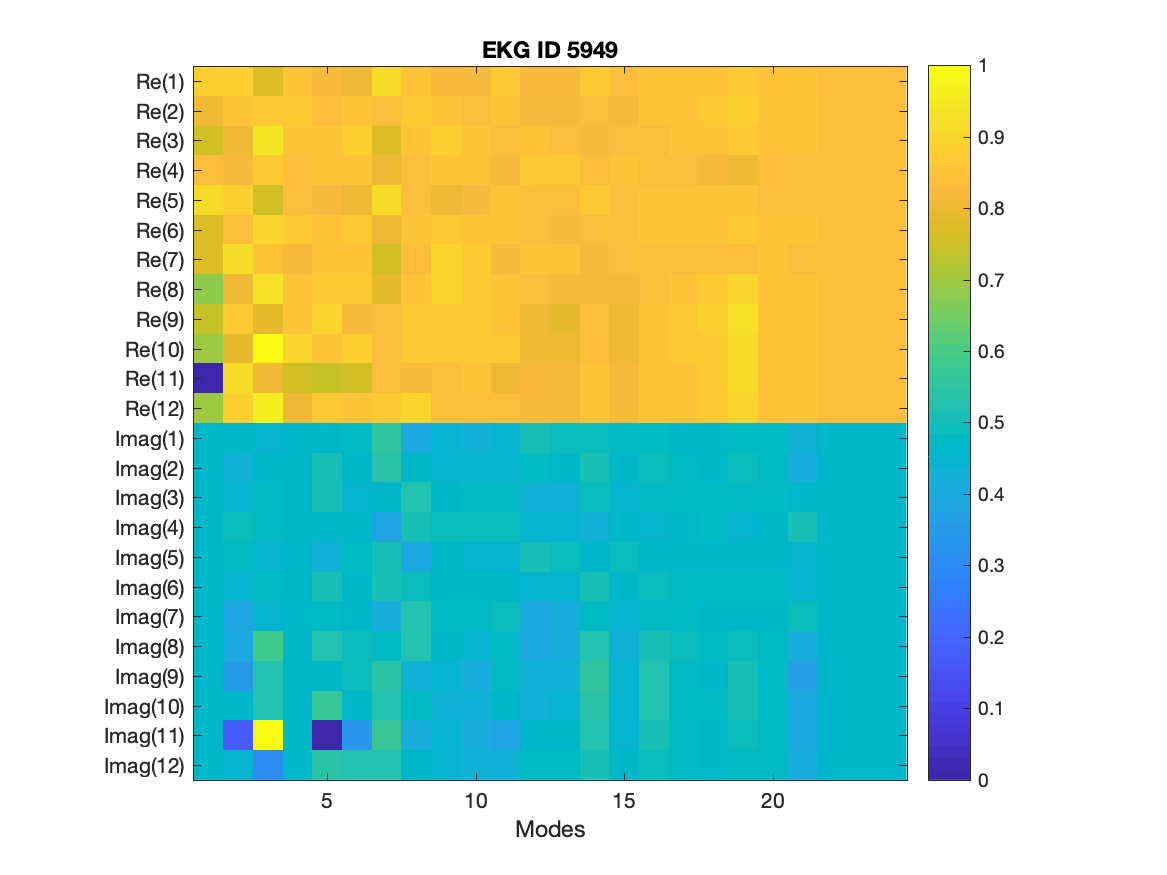 EKG ID 5949
Re(1)
Re(2)
Re(3)
Re(4)
Re(5)
Re(6)
Re(7)
Re(8)
Re(9)
Re(10)
Re(11)
Re(12)
Imag(1)
Imag(2)
Imag(3)
Imag(4)
Imag(5)
Imag(6)
Imag(7)
Imag(8)
Imag(9)
Imag(10)
Imag(11)
Imag(12)
5 10 15 20
Modes
1
0.9
0.8
0.7
0.6
0.5
0.4
0.3
0.2
0.1
0